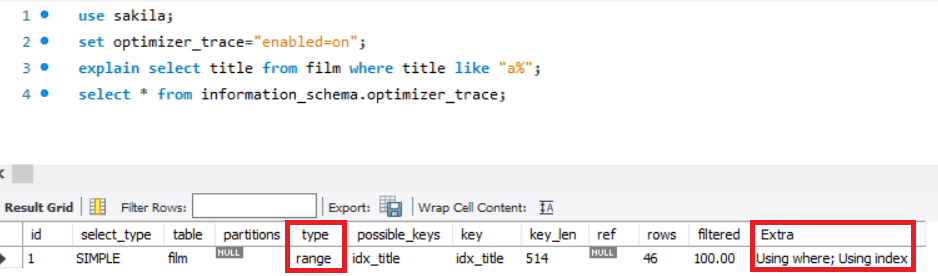 1 use sakila;
2 set optimizer_trace="enabled=on";
3 explain select title from film where title like "a%";
4 select * from information_schema.optimizer_trace;
Result Grid Filter Rows: Export: Wrap Cell Content:
id select_type table partitions type possible_keys key key_len ref rows filtered Extra
1 SIMPLE film NULL range idx_title idx_title 514 NULL 46 100.00 Using where; Using index